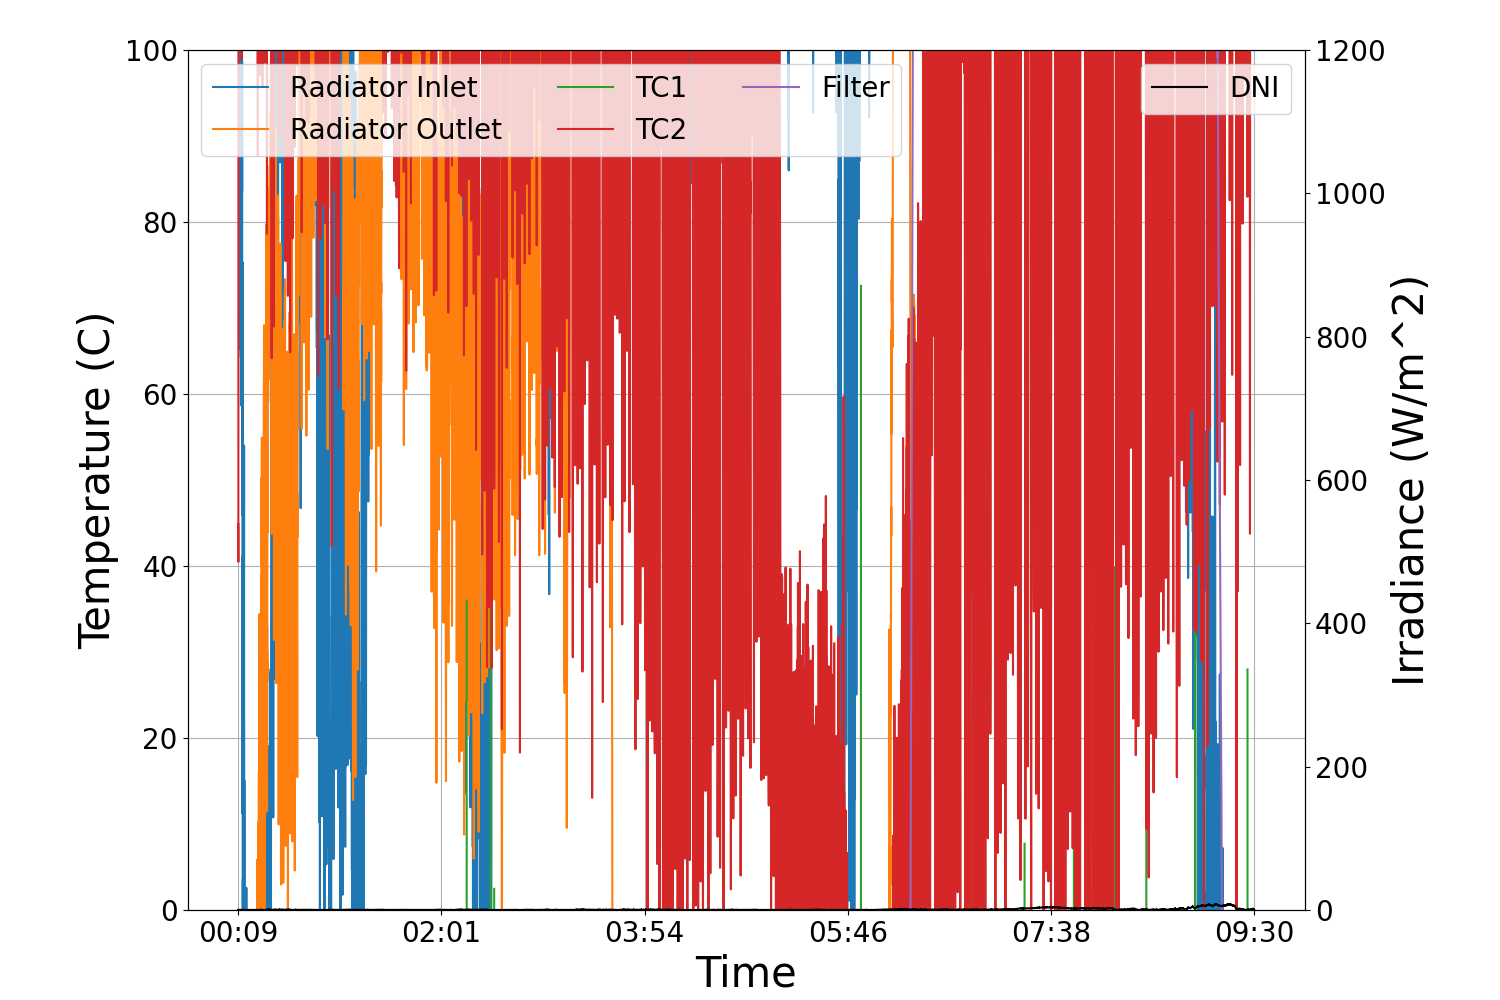 100
80
60
40
20
0
Temperature (C)
Radiator Inlet
Radiator Outlet
TC1
TC2
Filter
DNI
1200
1000
800
600
400
200
0
Irradiance (W/m^2)
00:09
02:01
03:54
05:46
07:38
09:30
Time